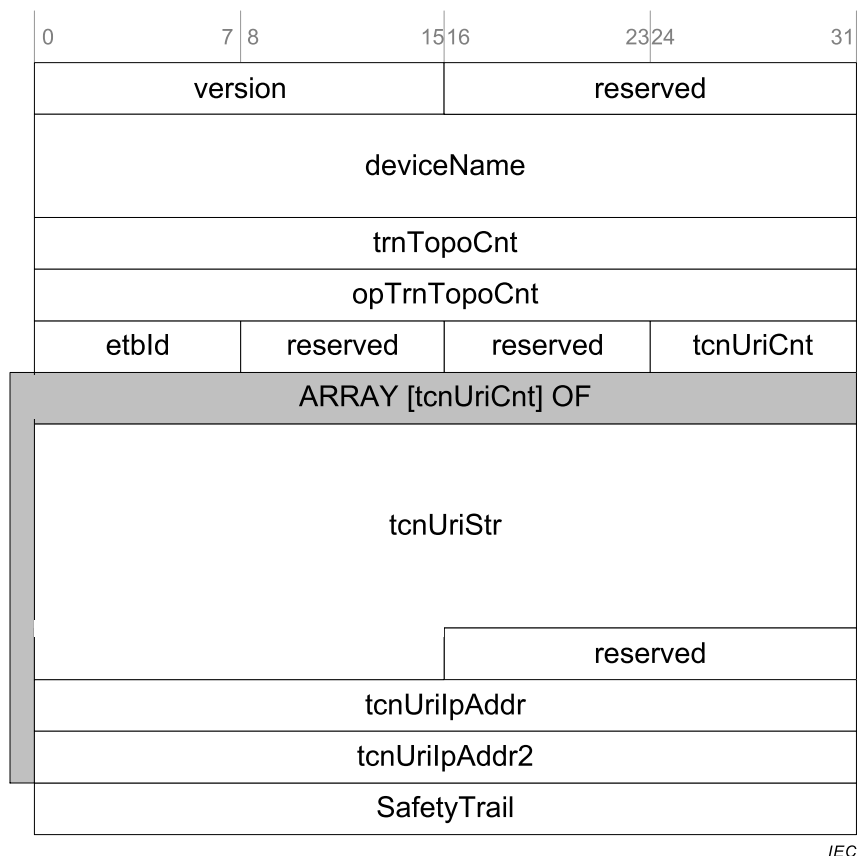 0 7 8 15 16 23 24 31
version reserved
deviceName
trnTopoCnt
opTrnTopoCnt
etbId reserved reserved tcnUriCnt
ARRAY [tcnUriCnt] OF
tcnUriStr
reserved
tcnUriIpAddr
tcnUriIpAddr2
SafetyTrail
IEC